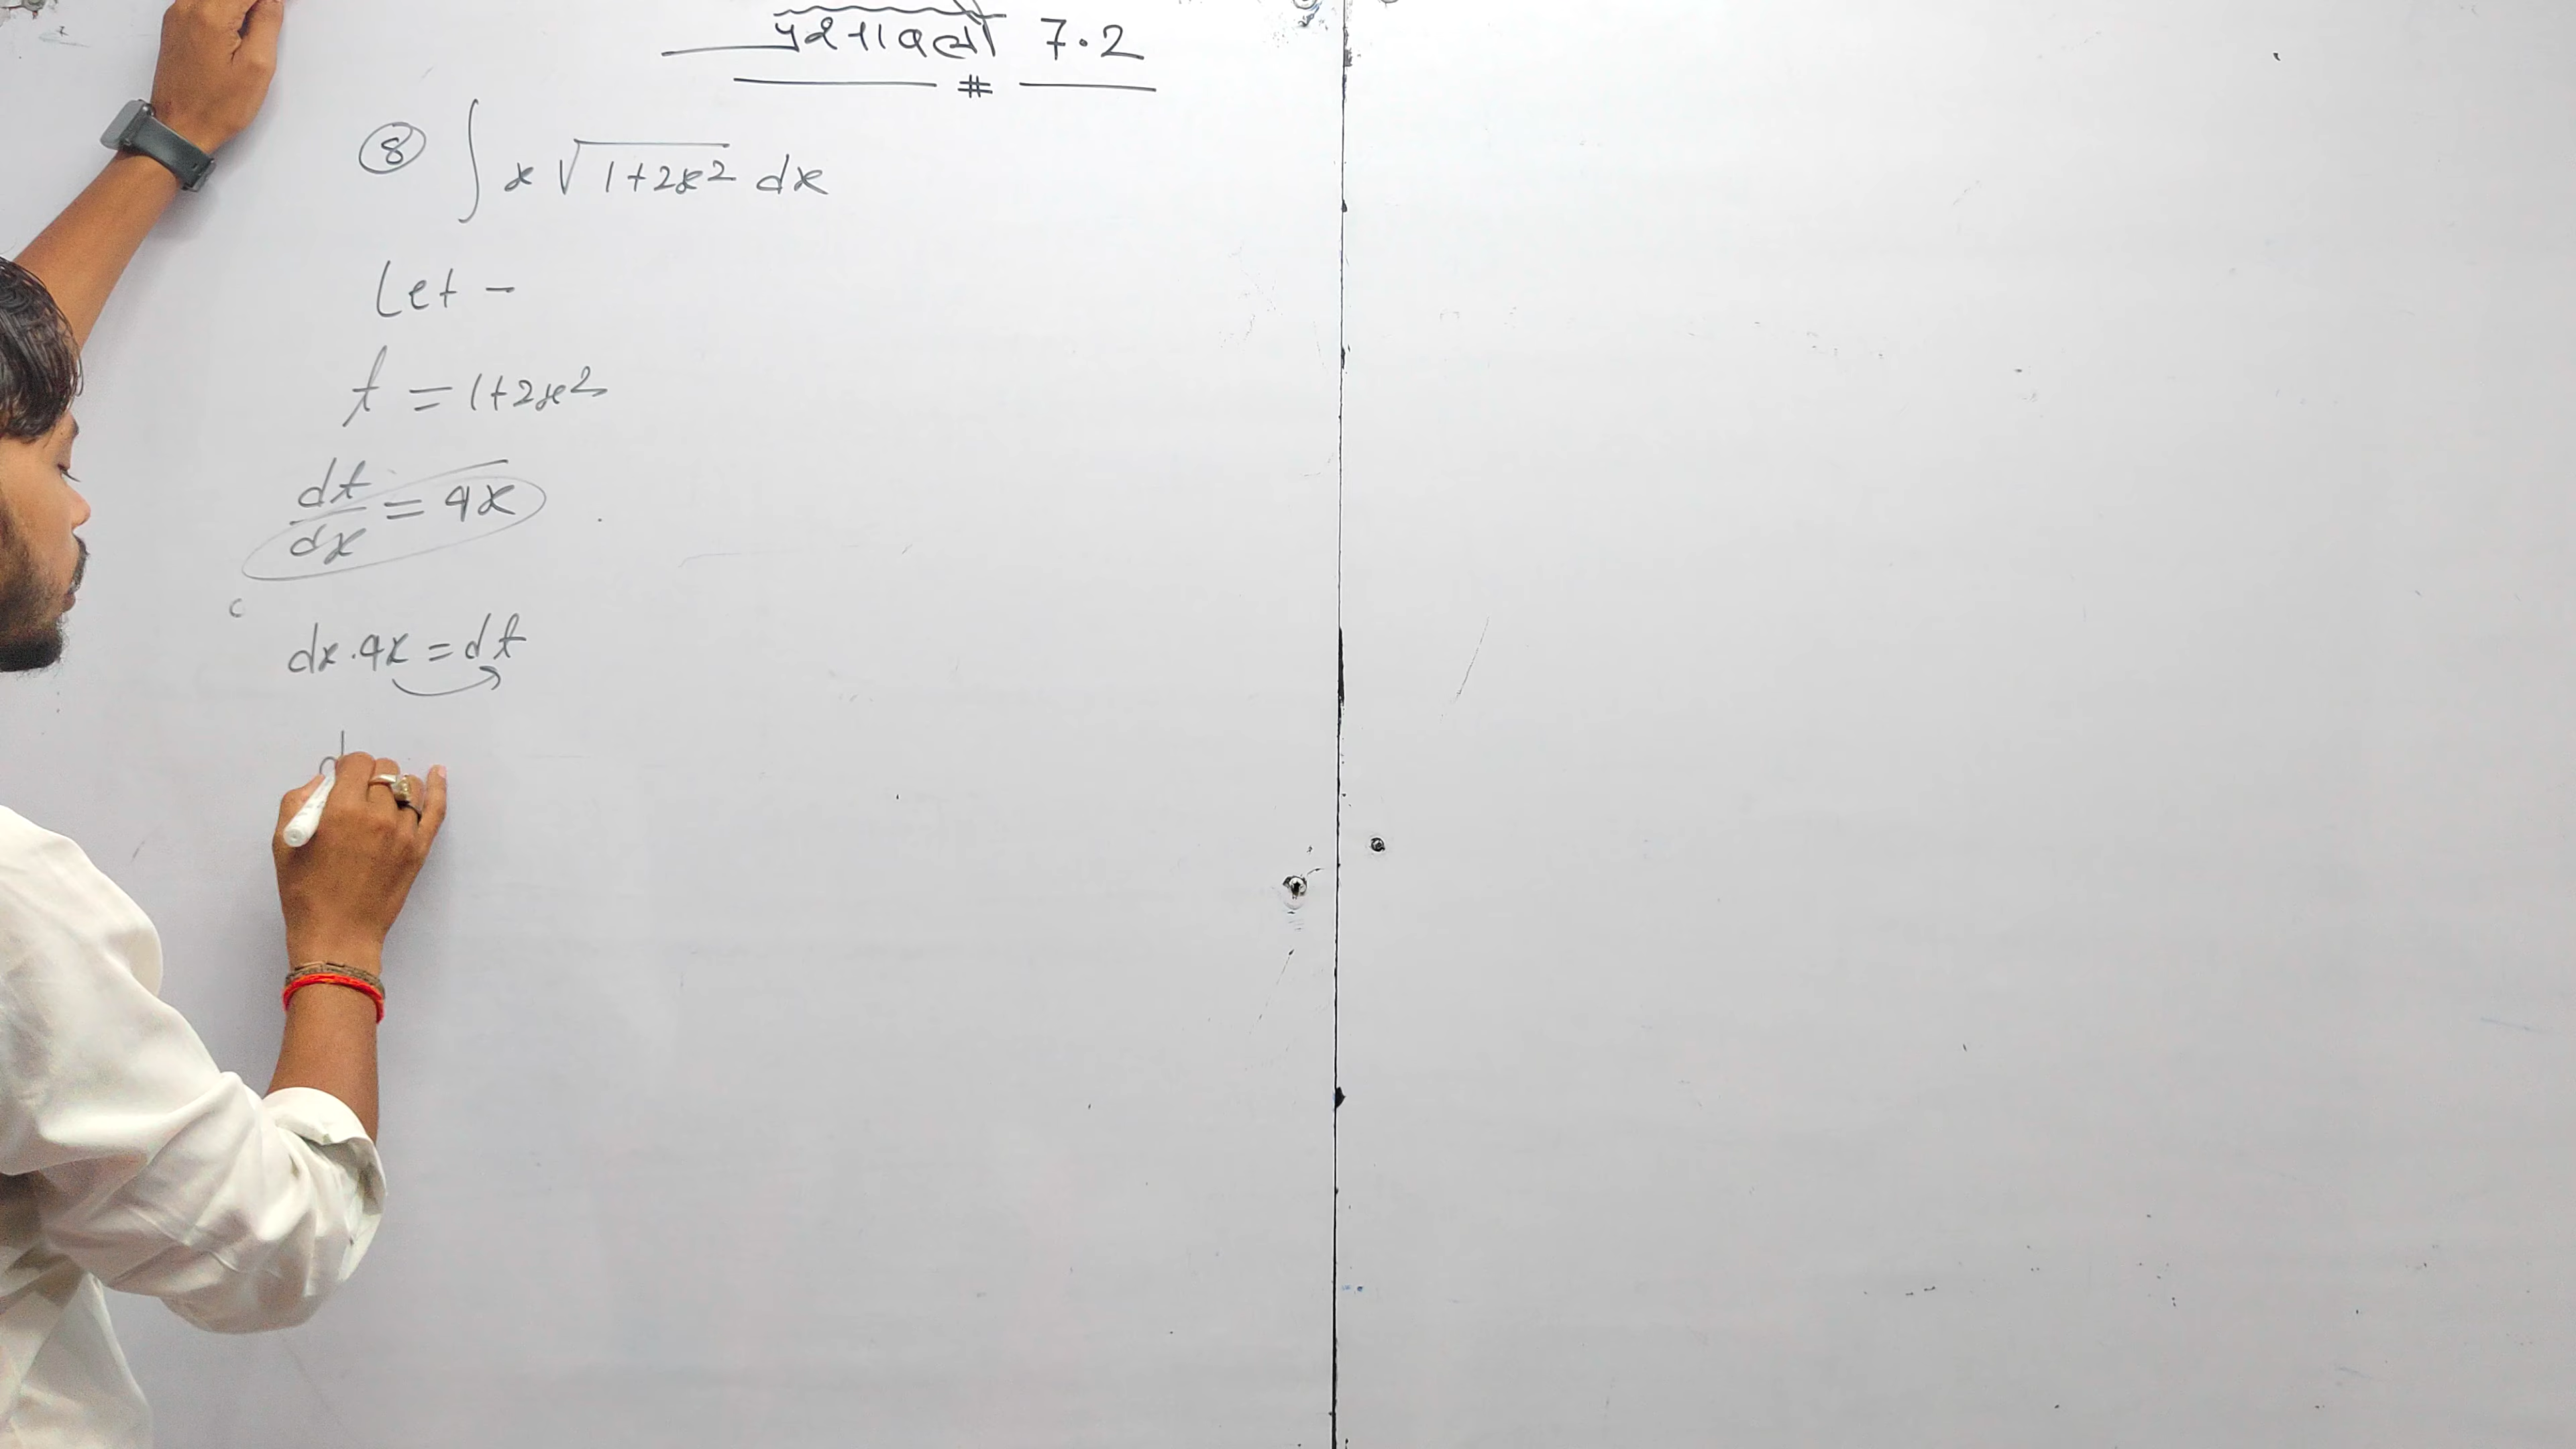 प्रश्नावली 7.2
#
⑧ ∫ x √(1+2x²) dx
Let -
t = 1+2x²
dt/dx = 4x
dx.4x = dt
d